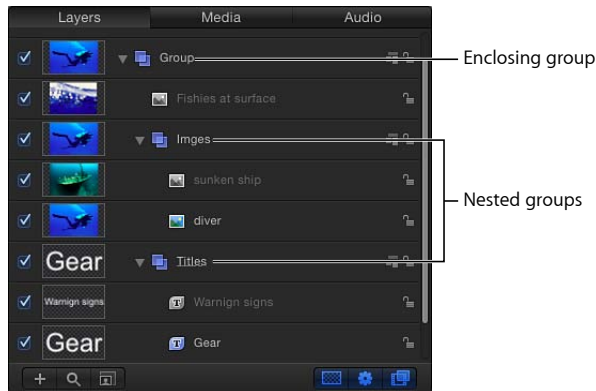 Layers Media Audio
Group Enclosing group
Fishies at surface
Imges
sunken ship
Nested groups
diver
Gear Titles
Warnign signs Warnign signs
Gear Gear